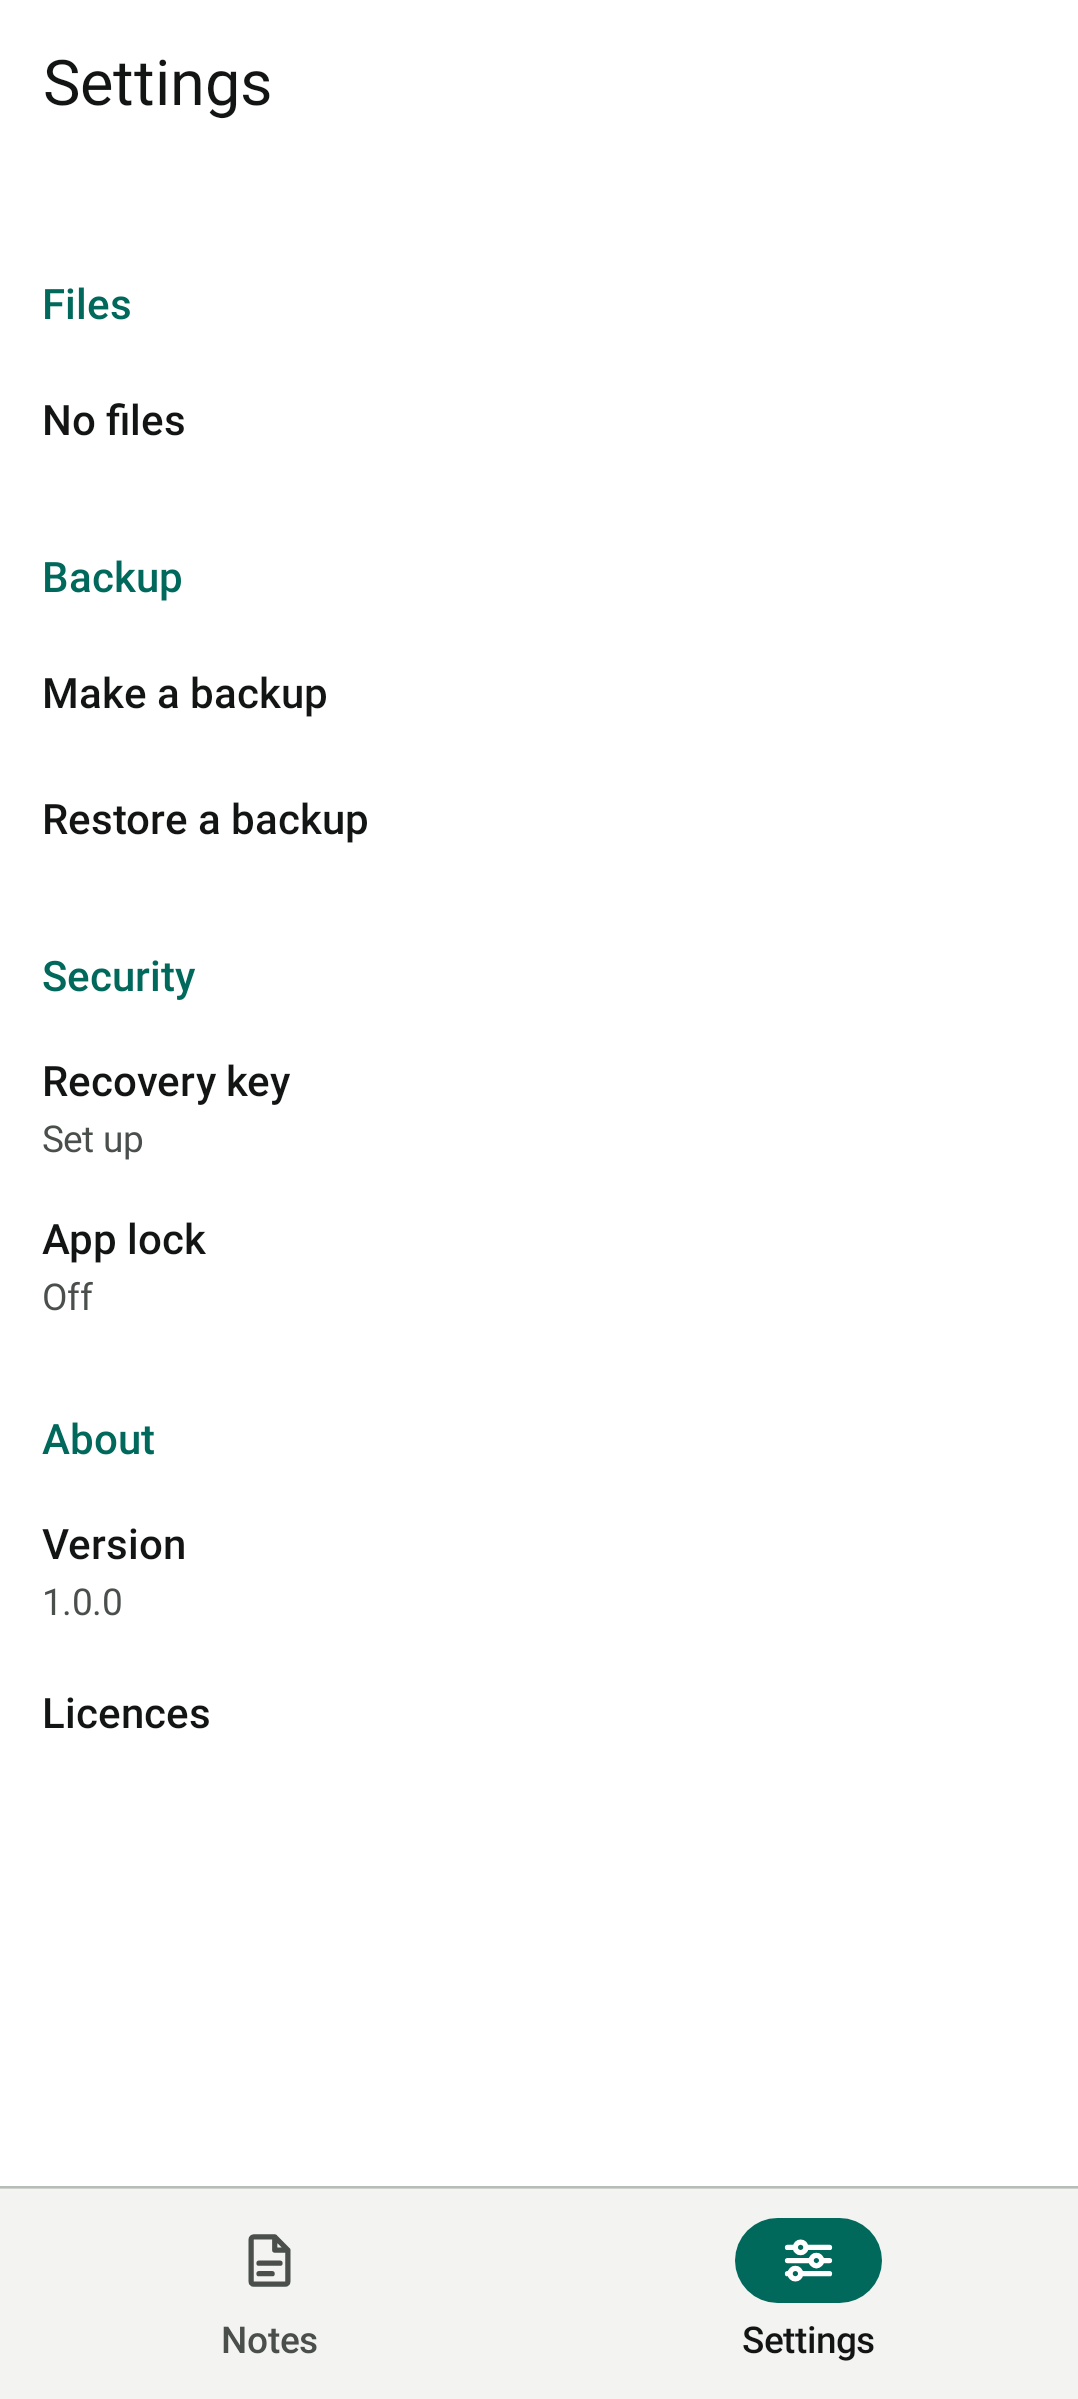 Settings
Files
No files
Backup
Make a backup
Restore a backup
Security
Recovery key
Set up
App lock
Off
About
Version
1.0.0
Licences
Notes
Settings